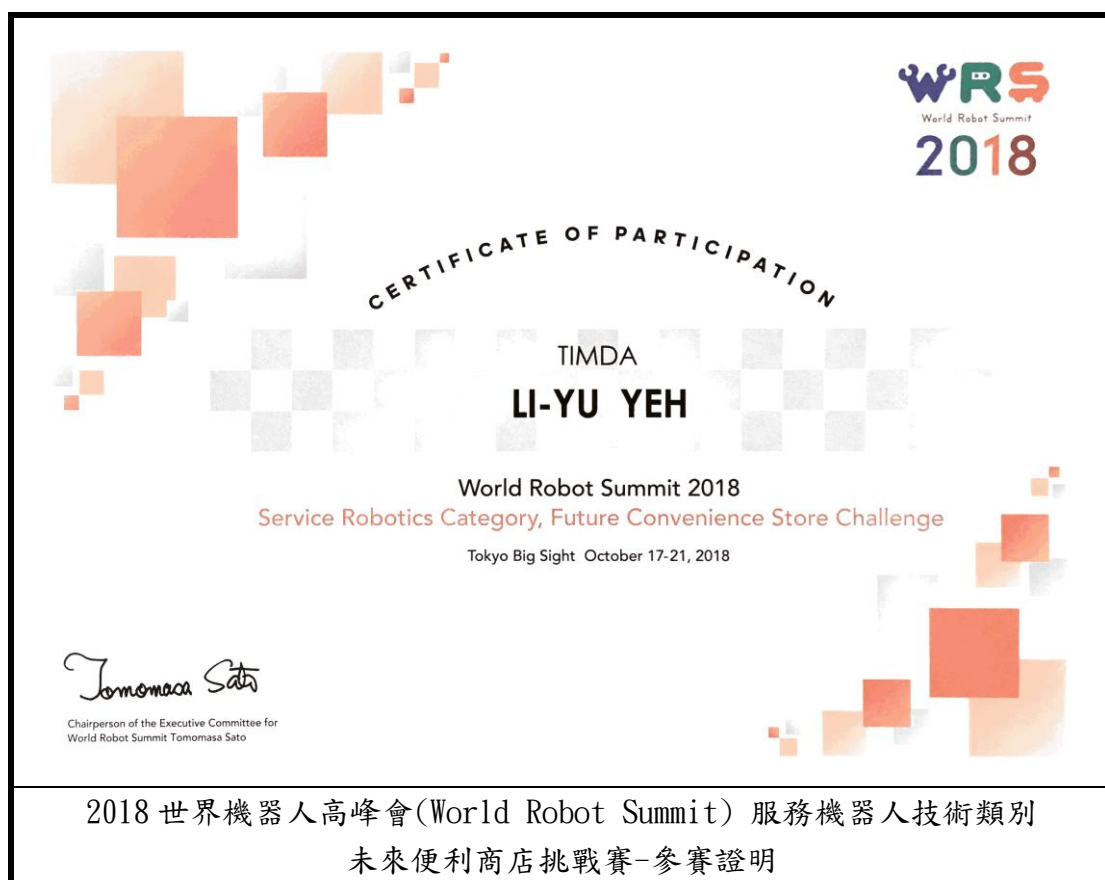 WRS
World Robot Summit
2018
CERTIFICATE OF PARTICIPATION
TIMDA
LI-YU YEH
World Robot Summit 2018
Service Robotics Category, Future Convenience Store Challenge
Tokyo Big Sight October 17-21, 2018
Tomomasa Sato
Chairperson of the Executive Committee for
World Robot Summit Tomomasa Sato
2018 世界機器人高峰會(World Robot Summit) 服務機器人技術類別
未來便利商店挑戰賽-參賽證明